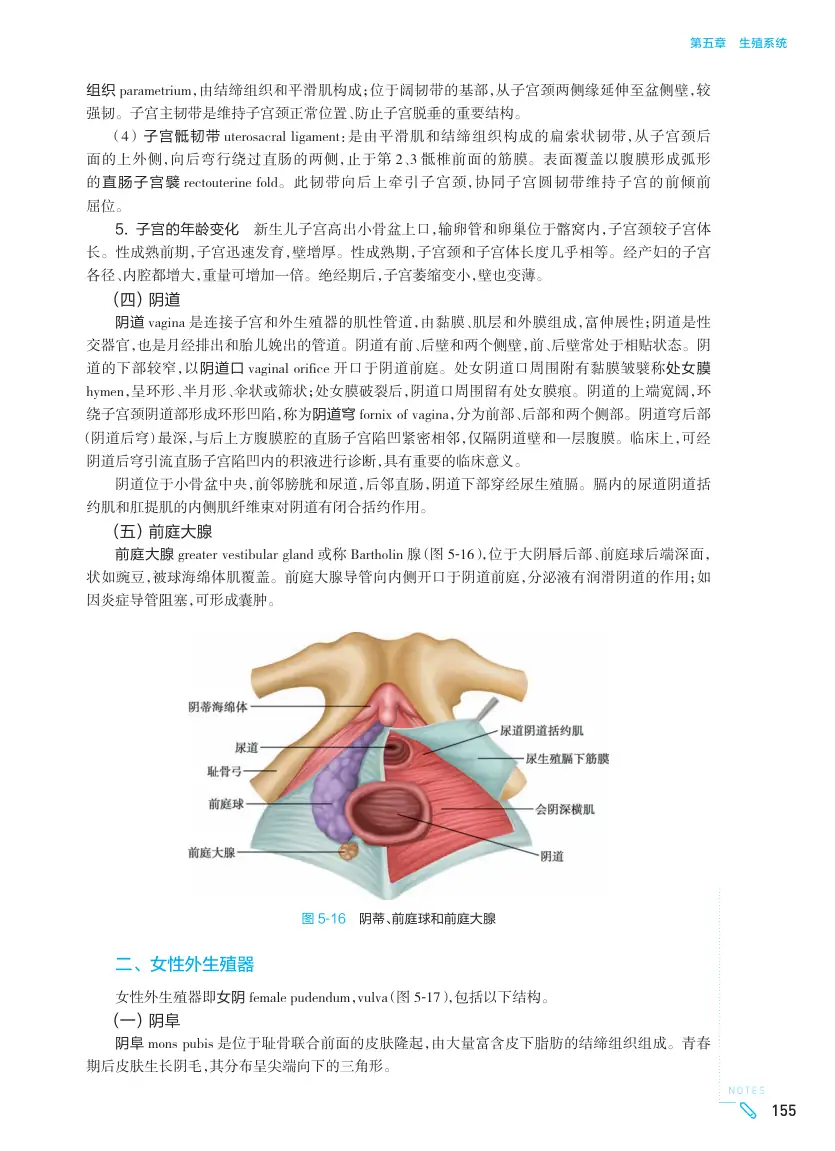 第五章 生殖系统
组织 parametrium,由结缔组织和平滑肌构成;位于阔韧带的基部,从子宫颈两侧缘延伸至盆侧壁,较
强韧。子宫主韧带是维持子宫颈正常位置、防止子宫脱垂的重要结构。
（4）子宫骶韧带 uterosacral ligament:是由平滑肌和结缔组织构成的扁索状韧带,从子宫颈后
面的上外侧,向后弯行绕过直肠的两侧,止于第 2、3 骶椎前面的筋膜。表面覆盖以腹膜形成弧形
的直肠子宫襞 rectouterine fold。此韧带向后上牵引子宫颈,协同子宫圆韧带维持子宫的前倾前
屈位。
5. 子宫的年龄变化 新生儿子宫高出小骨盆上口,输卵管和卵巢位于髂窝内,子宫颈较子宫体
长。性成熟前期,子宫迅速发育,壁增厚。性成熟期,子宫颈和子宫体长度几乎相等。经产妇的子宫
各径、内腔都增大,重量可增加一倍。绝经期后,子宫萎缩变小,壁也变薄。
（四）阴道
阴道 vagina 是连接子宫和外生殖器的肌性管道,由黏膜、肌层和外膜组成,富伸展性;阴道是性
交器官,也是月经排出和胎儿娩出的管道。阴道有前、后壁和两个侧壁,前、后壁常处于相贴状态。阴
道的下部较窄,以阴道口 vaginal orifice 开口于阴道前庭。处女阴道口周围附有黏膜皱襞称处女膜
hymen,呈环形、半月形、伞状或筛状;处女膜破裂后,阴道口周围留有处女膜痕。阴道的上端宽阔,环
绕子宫颈阴道部形成环形凹陷,称为阴道穹 fornix of vagina,分为前部、后部和两个侧部。阴道穹后部
（阴道后穹）最深,与后上方腹膜腔的直肠子宫陷凹紧密相邻,仅隔阴道壁和一层腹膜。临床上,可经
阴道后穹引流直肠子宫陷凹内的积液进行诊断,具有重要的临床意义。
阴道位于小骨盆中央,前邻膀胱和尿道,后邻直肠,阴道下部穿经尿生殖膈。膈内的尿道阴道括
约肌和肛提肌的内侧肌纤维束对阴道有闭合括约作用。
（五）前庭大腺
前庭大腺 greater vestibular gland 或称 Bartholin 腺（图 5-16）,位于大阴唇后部、前庭球后端深面,
状如豌豆,被球海绵体肌覆盖。前庭大腺导管向内侧开口于阴道前庭,分泌液有润滑阴道的作用;如
因炎症导管阻塞,可形成囊肿。
阴蒂海绵体
尿道
耻骨弓
前庭球
前庭大腺
尿道阴道括约肌
尿生殖膈下筋膜
会阴深横肌
阴道
图 5-16 阴蒂、前庭球和前庭大腺
二、女性外生殖器
女性外生殖器即女阴 female pudendum,vulva（图 5-17）,包括以下结构。
（一）阴阜
阴阜 mons pubis 是位于耻骨联合前面的皮肤隆起,由大量富含皮下脂肪的结缔组织组成。青春
期后皮肤生长阴毛,其分布呈尖端向下的三角形。
NOTES
155